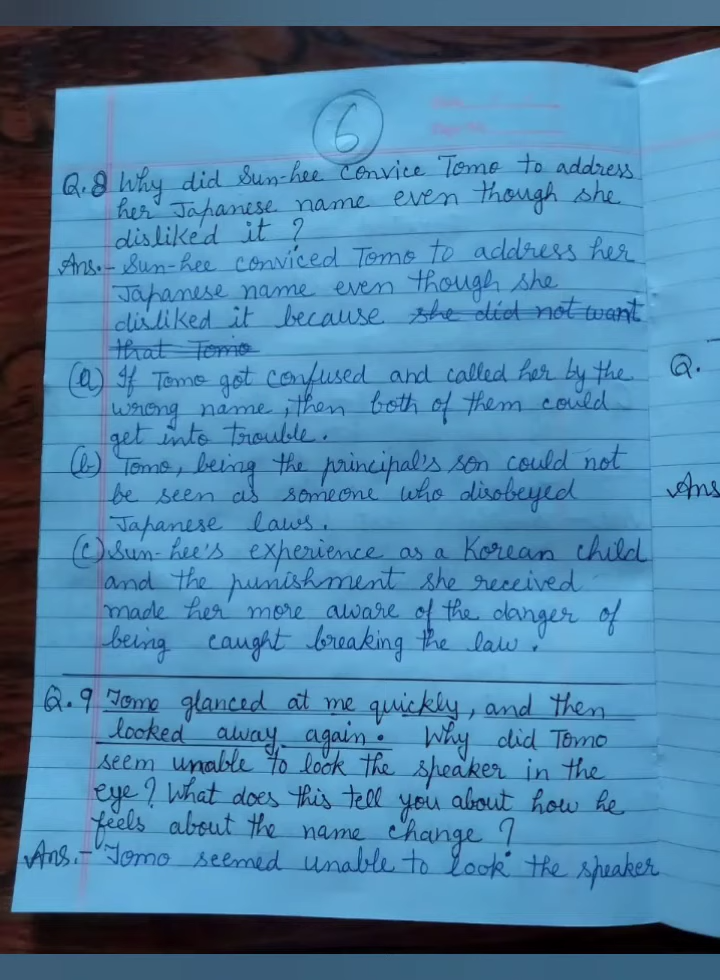 6
Q.8 Why did Sun-hee convice Tomo to address
her Japanese name even though she
disliked it ?
Ans.- Sun-hee conviced Tomo to address her
Japanese name even though she
disliked it because she did not want
that Tomo
(a) If Tomo got confused and called her by the
wrong name, then both of them could
get into trouble.
(b) Tomo, being the principal's son could not
be seen as someone who disobeyed
Japanese laws.
(c) Sun-hee's experience as a Korean child
and the punishment she received
made her more aware of the danger of
being caught breaking the law.
Q.9 Tomo glanced at me quickly, and then
looked away again. Why did Tomo
seem unable to look the speaker in the
eye? What does this tell you about how he
feels about the name change ?
Ans.- Tomo seemed unable to look the speaker
Q.
Ans